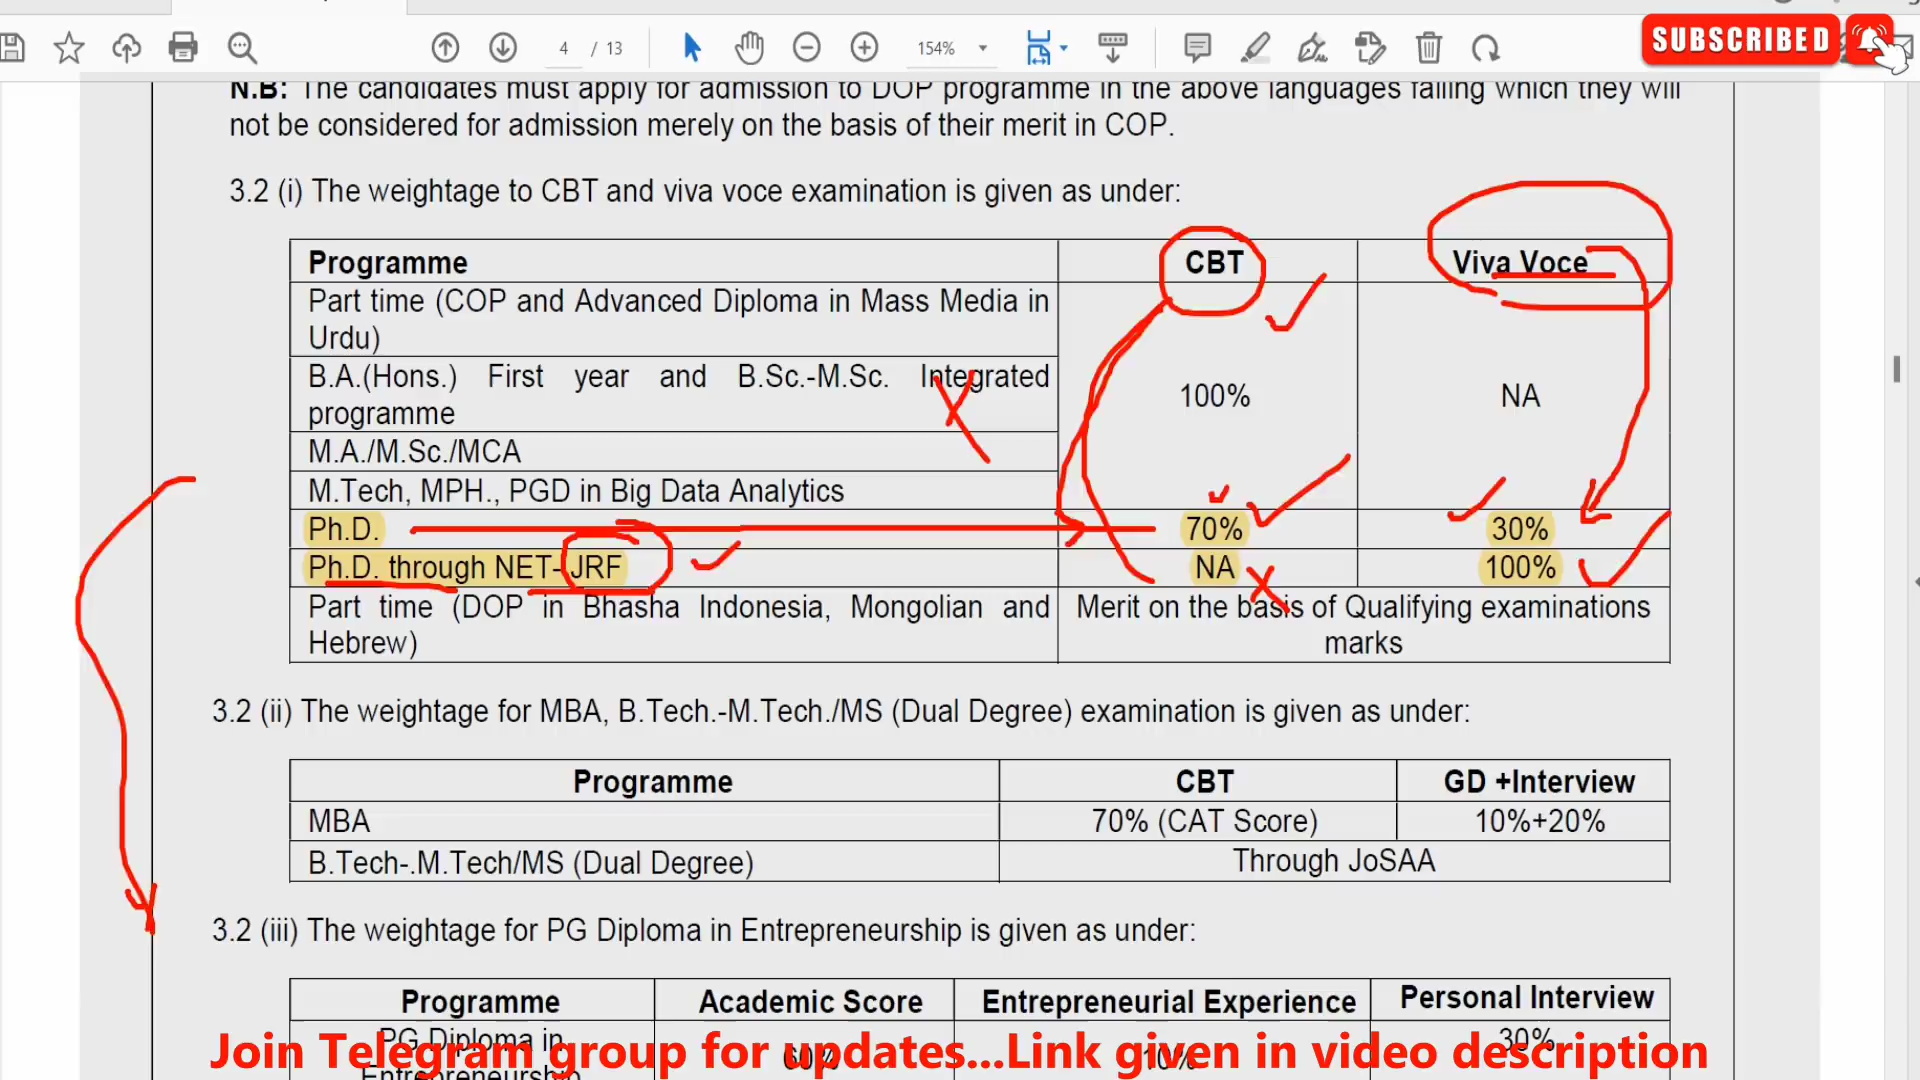 4 / 13
154%
SUBSCRIBED
N.B: The candidates must apply for admission to DOP programme in the above languages failing which they will
not be considered for admission merely on the basis of their merit in COP.
3.2 (i) The weightage to CBT and viva voce examination is given as under:
Programme CBT Viva Voce
Part time (COP and Advanced Diploma in Mass Media in
Urdu)
B.A.(Hons.) First year and B.Sc.-M.Sc. Integrated
programme
100% NA
M.A./M.Sc./MCA
M.Tech, MPH., PGD in Big Data Analytics
Ph.D. 70% 30%
Ph.D. through NET-JRF NA 100%
Part time (DOP in Bhasha Indonesia, Mongolian and
Hebrew)
Merit on the basis of Qualifying examinations
marks
3.2 (ii) The weightage for MBA, B.Tech.-M.Tech./MS (Dual Degree) examination is given as under:
Programme CBT GD +Interview
MBA 70% (CAT Score) 10%+20%
B.Tech-.M.Tech/MS (Dual Degree) Through JoSAA
3.2 (iii) The weightage for PG Diploma in Entrepreneurship is given as under:
Programme Academic Score Entrepreneurial Experience Personal Interview
PG Diploma in
Entrepreneurship
60% 10% 30%
Join Telegram group for updates...Link given in video description